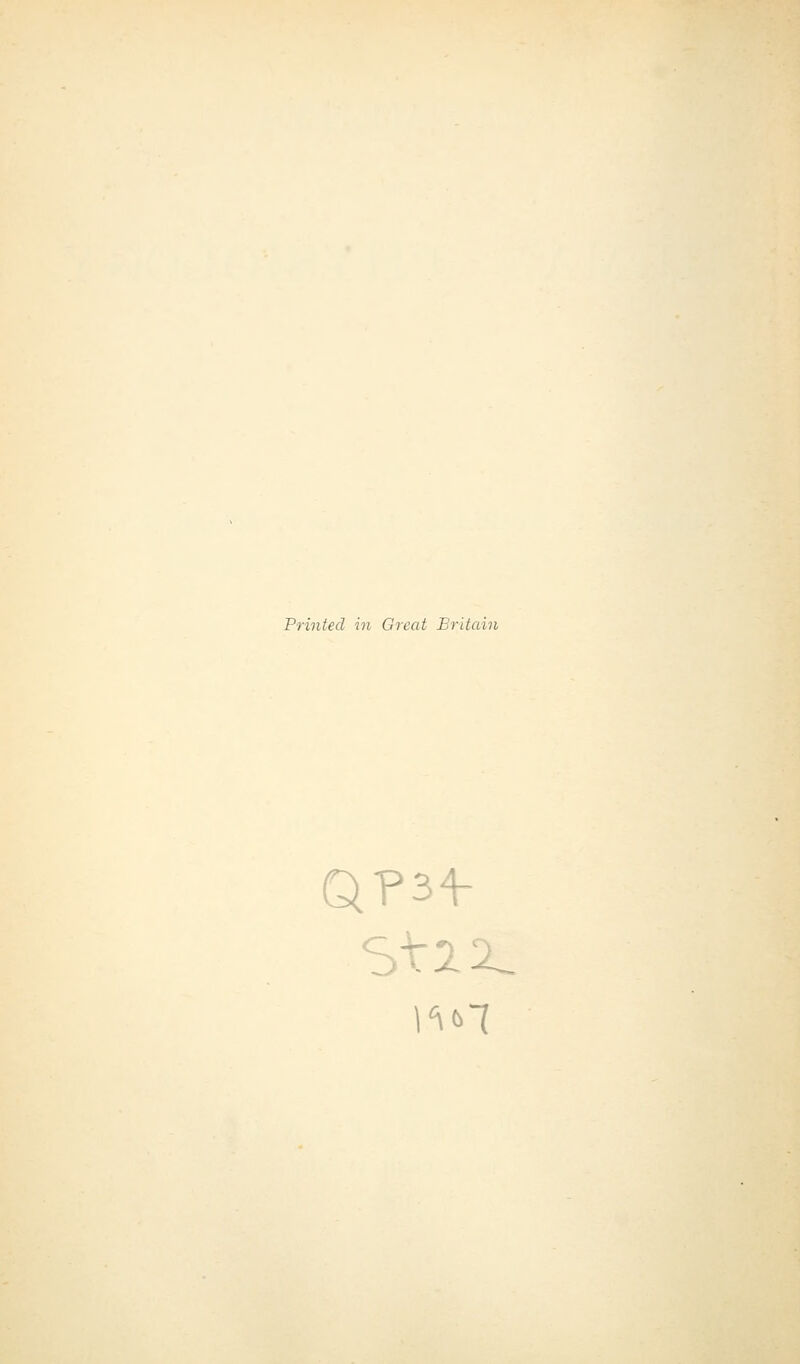 Printed in Great Britain
QP34
St22
1907